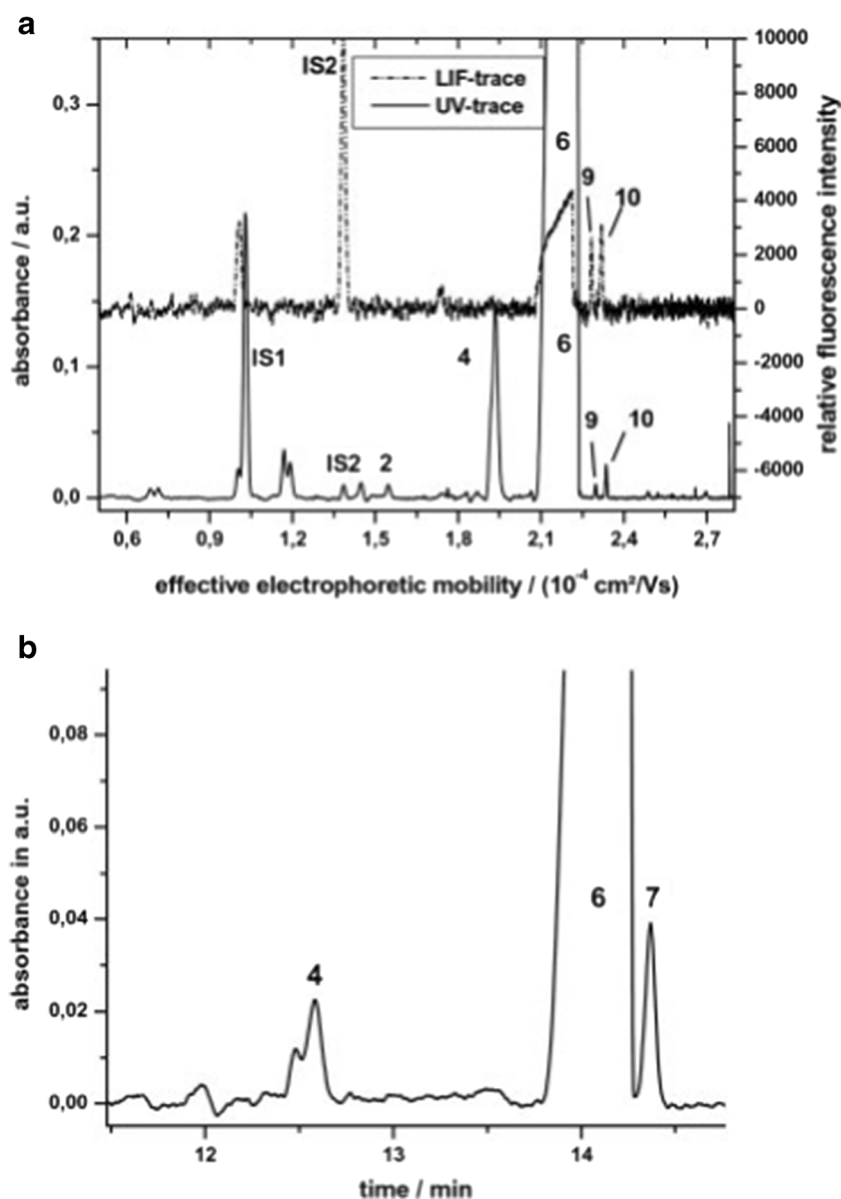 a
IS2
LIF-trace
UV-trace
6
9
10
IS1
4
6
IS2
2
9
10
0,3
0,2
0,1
0,0
absorbance / a.u.
10000
8000
6000
4000
2000
0
-2000
-4000
-6000
relative fluorescence intensity
0,6 0,9 1,2 1,5 1,8 2,1 2,4 2,7
effective electrophoretic mobility / (10⁻⁴ cm²/Vs)
b
0,08
0,06
0,04
0,02
0,00
absorbance in a.u.
4
6
7
12 13 14
time / min